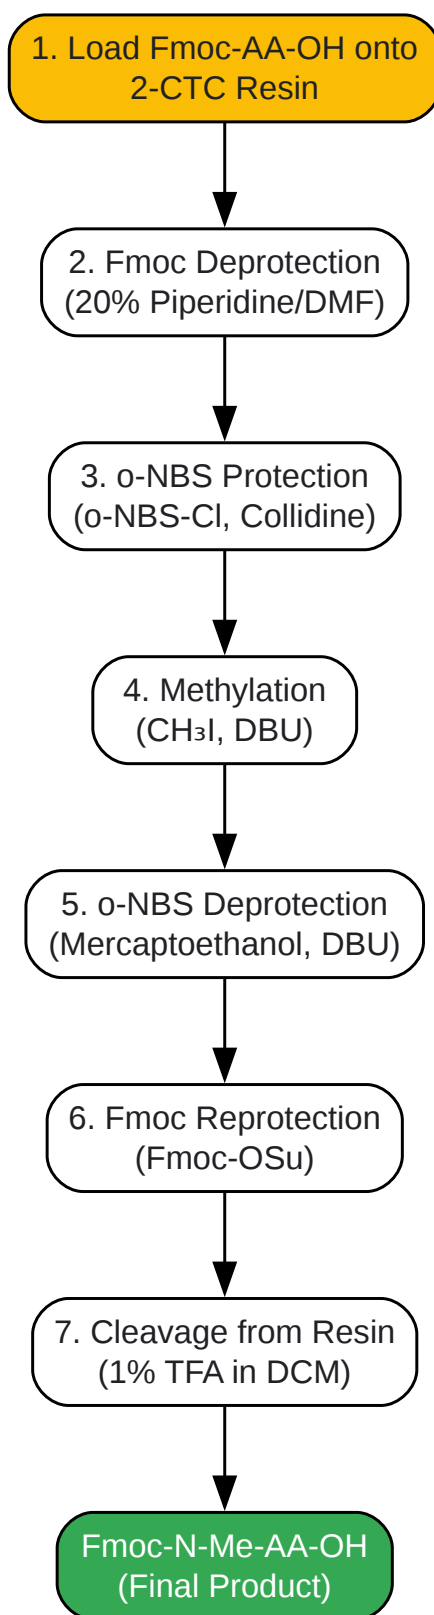 1. Load Fmoc-AA-OH onto
2-CTC Resin
2. Fmoc Deprotection
(20% Piperidine/DMF)
3. o-NBS Protection
(o-NBS-Cl, Collidine)
4. Methylation
(CH₃I, DBU)
5. o-NBS Deprotection
(Mercaptoethanol, DBU)
6. Fmoc Reprotection
(Fmoc-OSu)
7. Cleavage from Resin
(1% TFA in DCM)
Fmoc-N-Me-AA-OH
(Final Product)